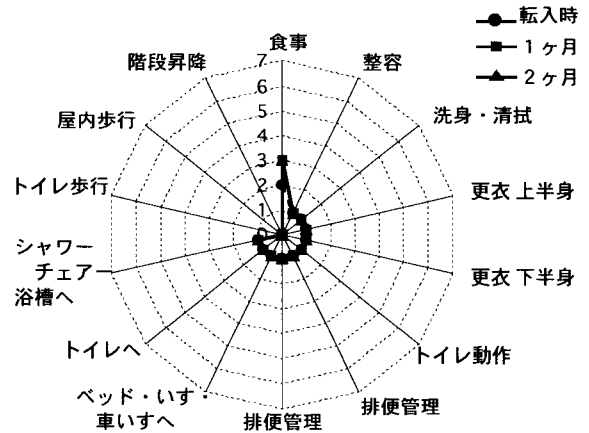 転入時
1ヶ月
2ヶ月
食事
整容
洗身・清拭
更衣 上半身
更衣 下半身
トイレ動作
排便管理
排便管理
ベッド・いす・
車いすへ
トイレへ
シャワー
チェアー
浴槽へ
トイレ歩行
屋内歩行
階段昇降
7
6
5
4
3
2
1
0